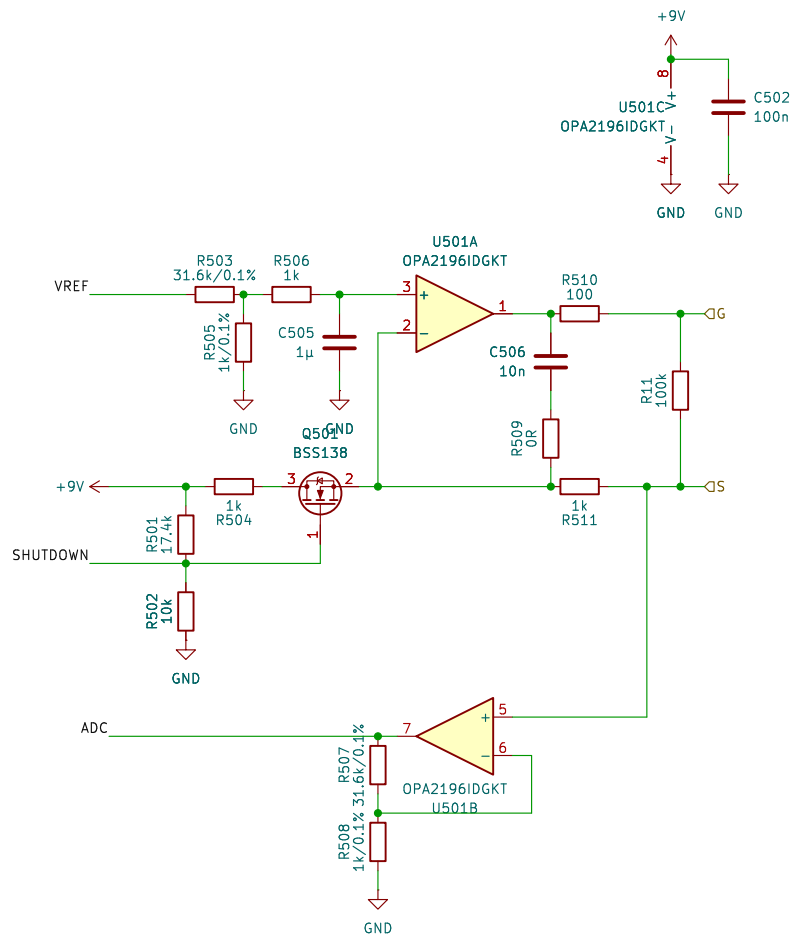 +9V
8
V+
U501C
OPA2196IDGKT
V-
4
C502
100n
GND
GND
U501A
OPA2196IDGKT
VREF
R503
31.6k/0.1%
R506
1k
R505
1k/0.1%
C505
1µ
3
+
2
-
1
R510
100
G
C506
10n
R11
100k
GND
GND
Q501
BSS138
R509
0R
+9V
1k
R504
3
2
1
1k
R511
S
R501
17.4k
SHUTDOWN
R502
10k
GND
ADC
7
5
+
6
-
R507
31.6k/0.1%
OPA2196IDGKT
U501B
R508
1k/0.1%
GND